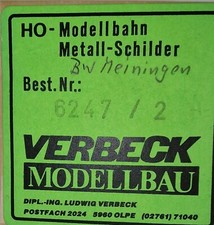 HO-Modellbahn
Metall-Schilder
Bw Meiningen
Best.Nr.:
6247 / 2
VERBECK
MODELLBAU
DIPL.-ING. LUDWIG VERBECK
POSTFACH 2024 5960 OLPE (02761) 71040